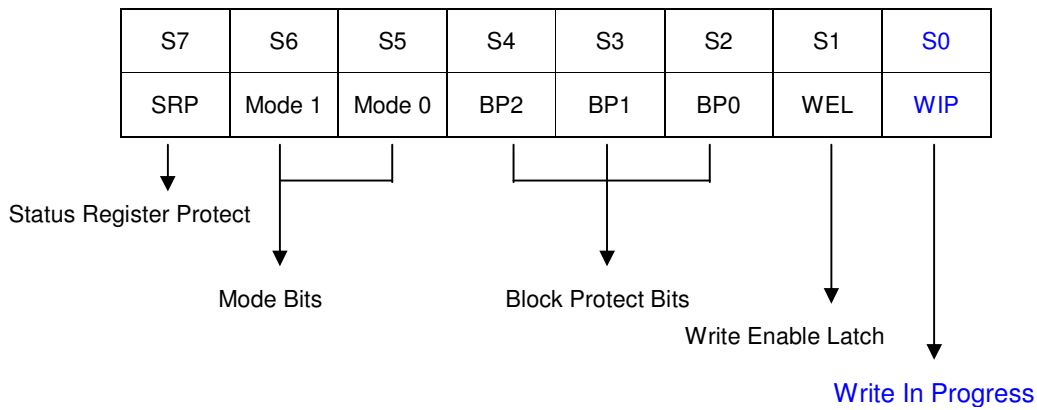 S7 S6 S5 S4 S3 S2 S1 S0
SRP Mode 1 Mode 0 BP2 BP1 BP0 WEL WIP
Status Register Protect
Mode Bits
Block Protect Bits
Write Enable Latch
Write In Progress